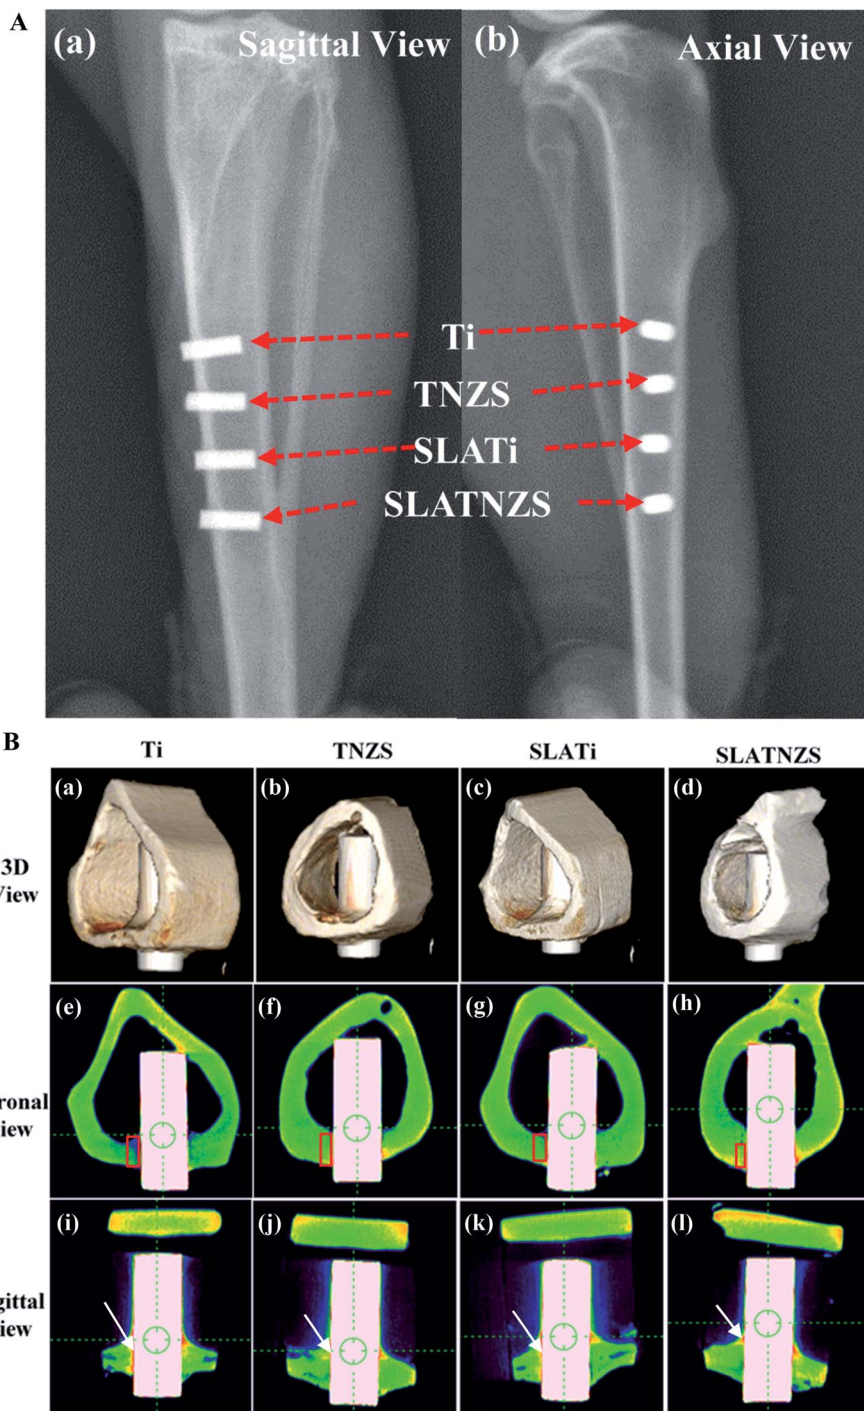 A
(a) Sagittal View
(b) Axial View
Ti
TNZS
SLATi
SLATNZS
B
Ti TNZS SLATi SLATNZS
(a) (b) (c) (d)
3D
(e) (f) (g) (h)
(i) (j) (k) (l)